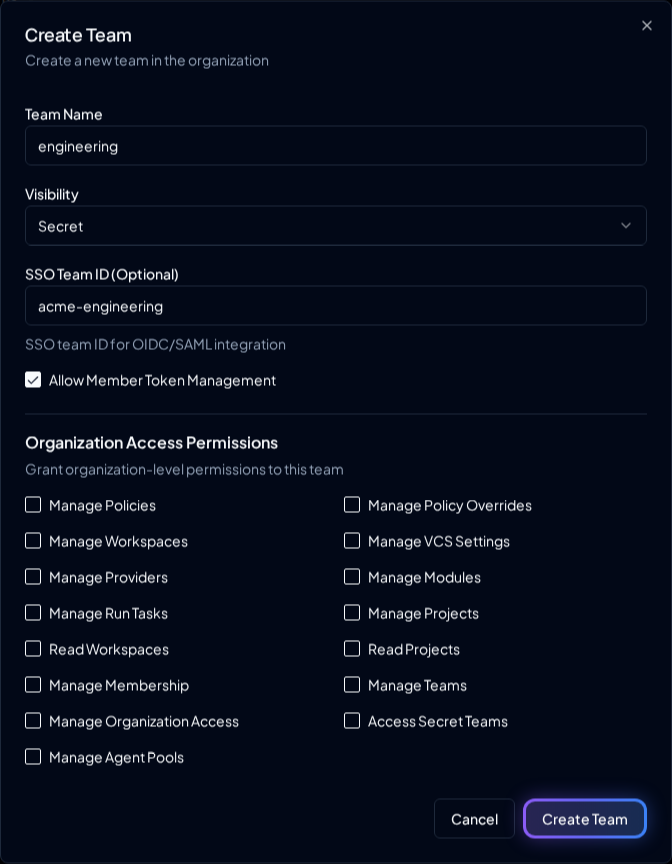 Create Team
Create a new team in the organization
Team Name
engineering
Visibility
Secret
SSO Team ID (Optional)
acme-engineering
SSO team ID for OIDC/SAML integration
Allow Member Token Management
Organization Access Permissions
Grant organization-level permissions to this team
Manage Policies
Manage Policy Overrides
Manage Workspaces
Manage VCS Settings
Manage Providers
Manage Modules
Manage Run Tasks
Manage Projects
Read Workspaces
Read Projects
Manage Membership
Manage Teams
Manage Organization Access
Access Secret Teams
Manage Agent Pools
Cancel
Create Team